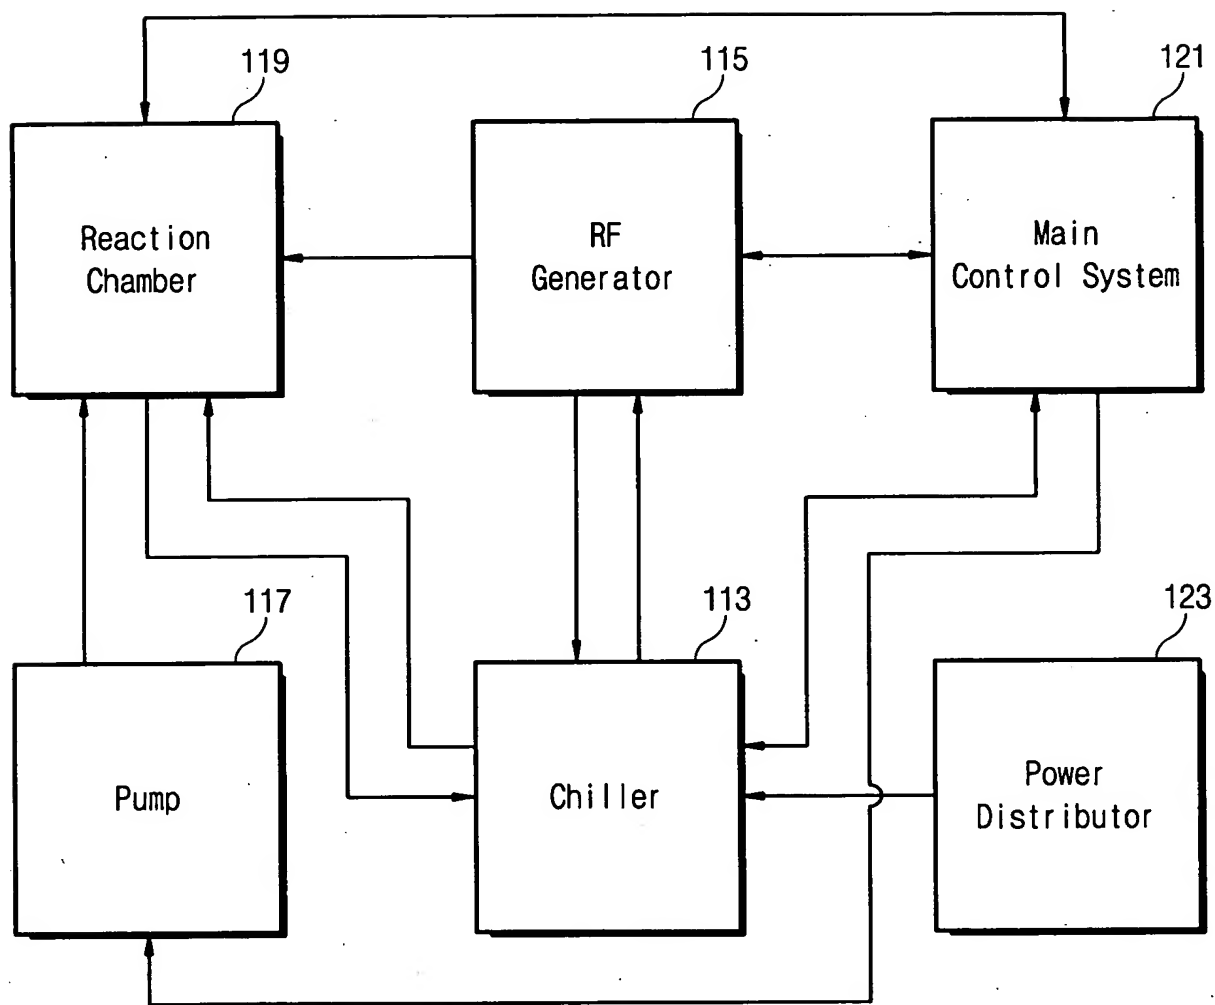 119
115
121
Reaction
Chamber
RF
Generator
Main
Control System
117
113
123
Pump
Chiller
Power
Distributor